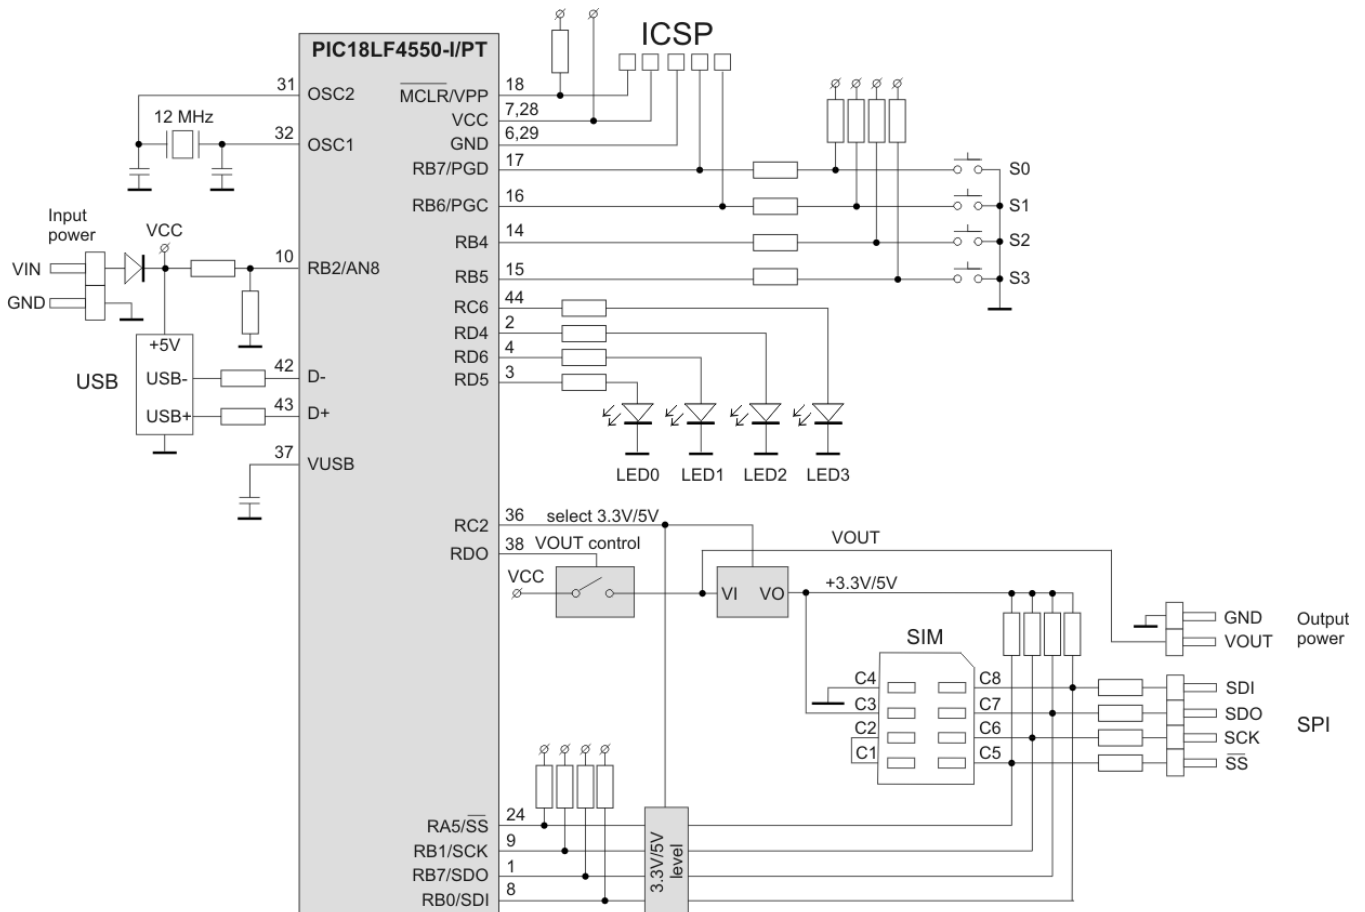 ICSP
PIC18LF4550-I/PT
31
OSC2
MCLR/VPP
18
12 MHz
7,28
VCC
32
OSC1
6,29
GND
RB7/PGD
17
S0
RB6/PGC
16
S1
Input
power
VCC
RB4
14
S2
VIN
10
RB2/AN8
RB5
15
S3
GND
RC6
44
RD4
2
+5V
RD6
4
USB
USB-
42
D-
RD5
3
USB+
43
D+
37
VUSB
LED0
LED1
LED2
LED3
RC2
36
select 3.3V/5V
RDO
38
VOUT control
VOUT
VCC
VI
VO
+3.3V/5V
GND
Output
power
VOUT
SIM
C4
C8
SDI
C3
C7
SDO
SPI
C2
C6
SCK
C1
C5
SS
RA5/SS
24
RB1/SCK
9
RB7/SDO
1
RB0/SDI
8
3.3V/5V
level